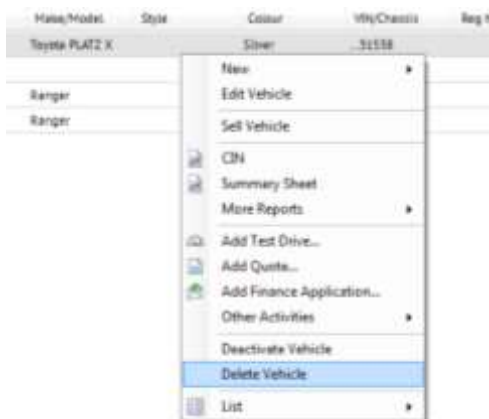 Make/Model Style Colour VIN/Chassis Reg
Toyota PLATZ X Silver ...31538
New
Ranger Edit Vehicle
Ranger Sell Vehicle
CIN
Summary Sheet
More Reports
Add Test Drive...
Add Quote...
Add Finance Application...
Other Activities
Deactivate Vehicle
Delete Vehicle
List